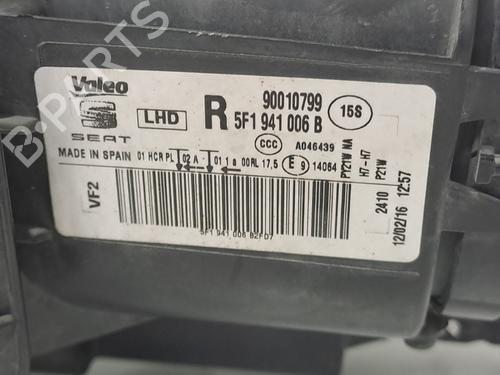 Valeo
SEAT
LHD
R
90010799
5F1 941 006 B
15S
CCC
A046439
MADE IN SPAIN 01 HCR PL 02 A 01 1 a 00RL 17,5 E 9 14064
PY21W NA
H7 - H7
P21W
2410
12/02/16 12:57
VF2
5F1 941 006 B2FD7
B-PARTS